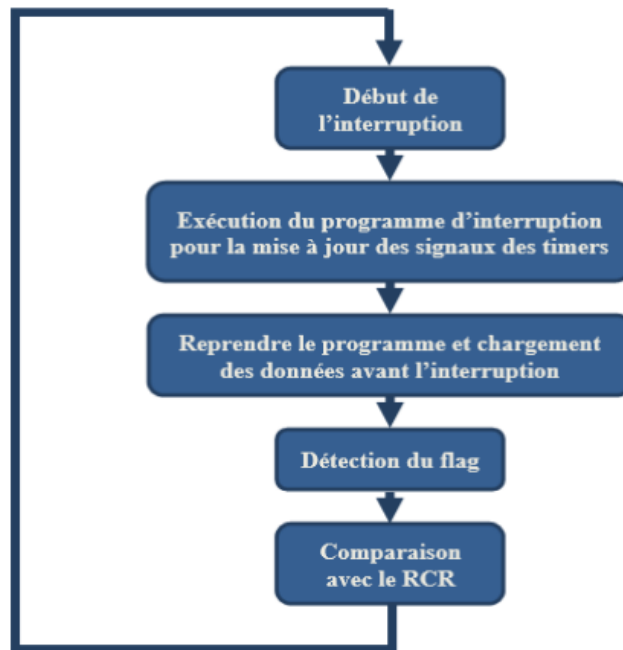 Début de
l'interruption
Exécution du programme d'interruption
pour la mise à jour des signaux des timers
Reprendre le programme et chargement
des données avant l'interruption
Détection du flag
Comparaison
avec le RCR